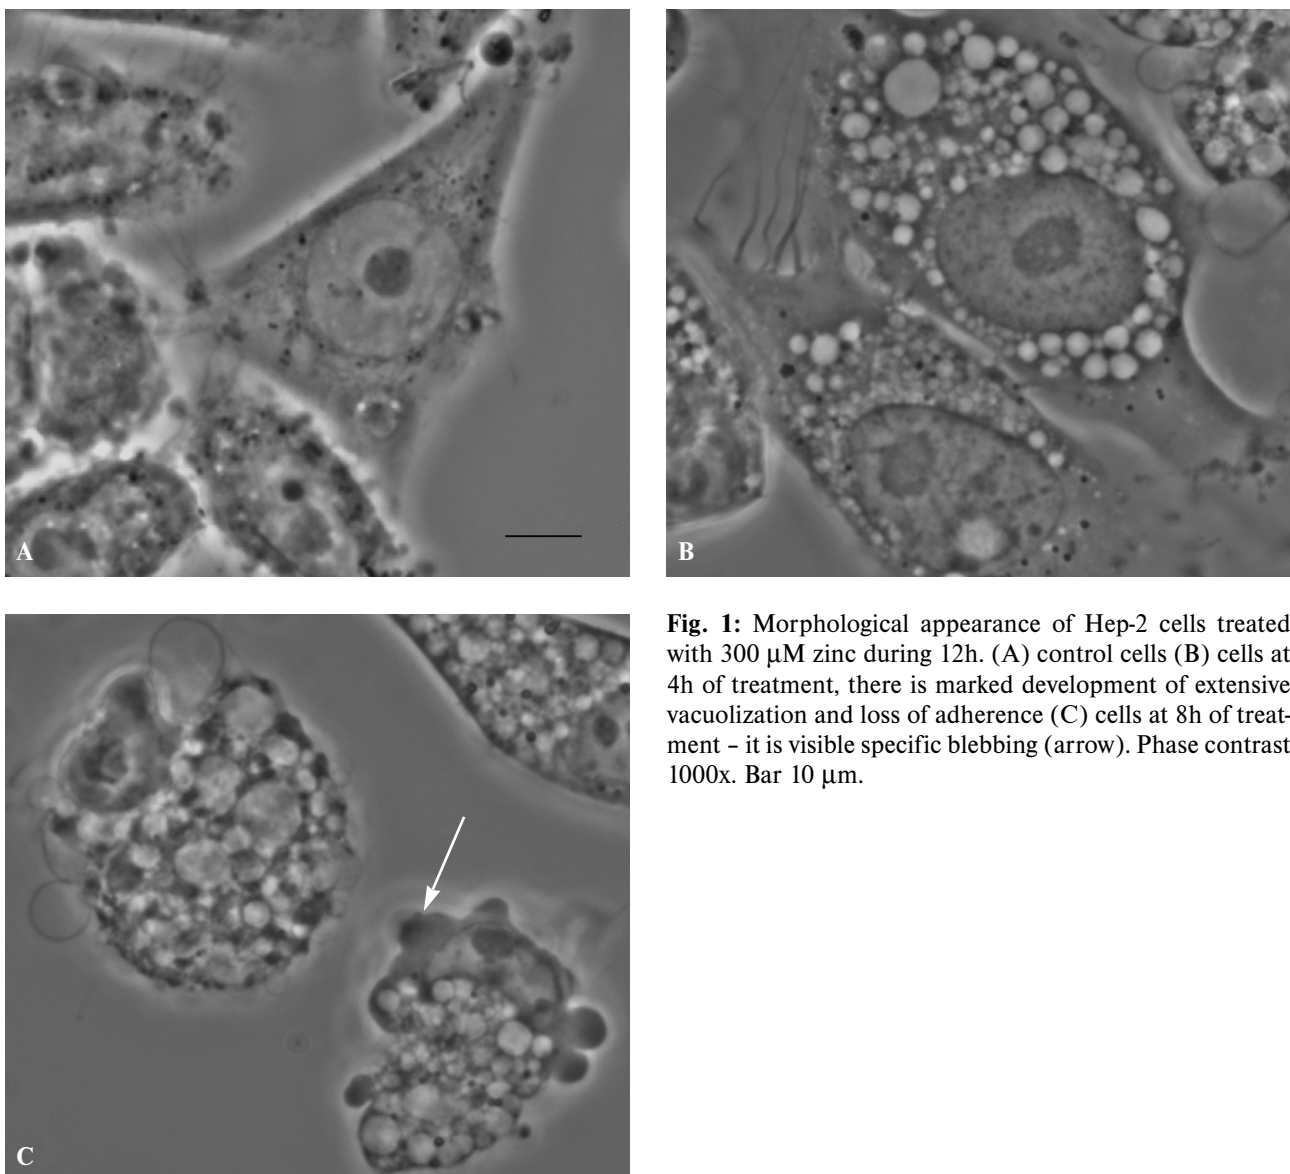 A
B
Fig. 1: Morphological appearance of Hep-2 cells treated
with 300 μM zinc during 12h. (A) control cells (B) cells at
4h of treatment, there is marked development of extensive
vacuolization and loss of adherence (C) cells at 8h of treat-
ment – it is visible specific blebbing (arrow). Phase contrast
1000x. Bar 10 μm.
C